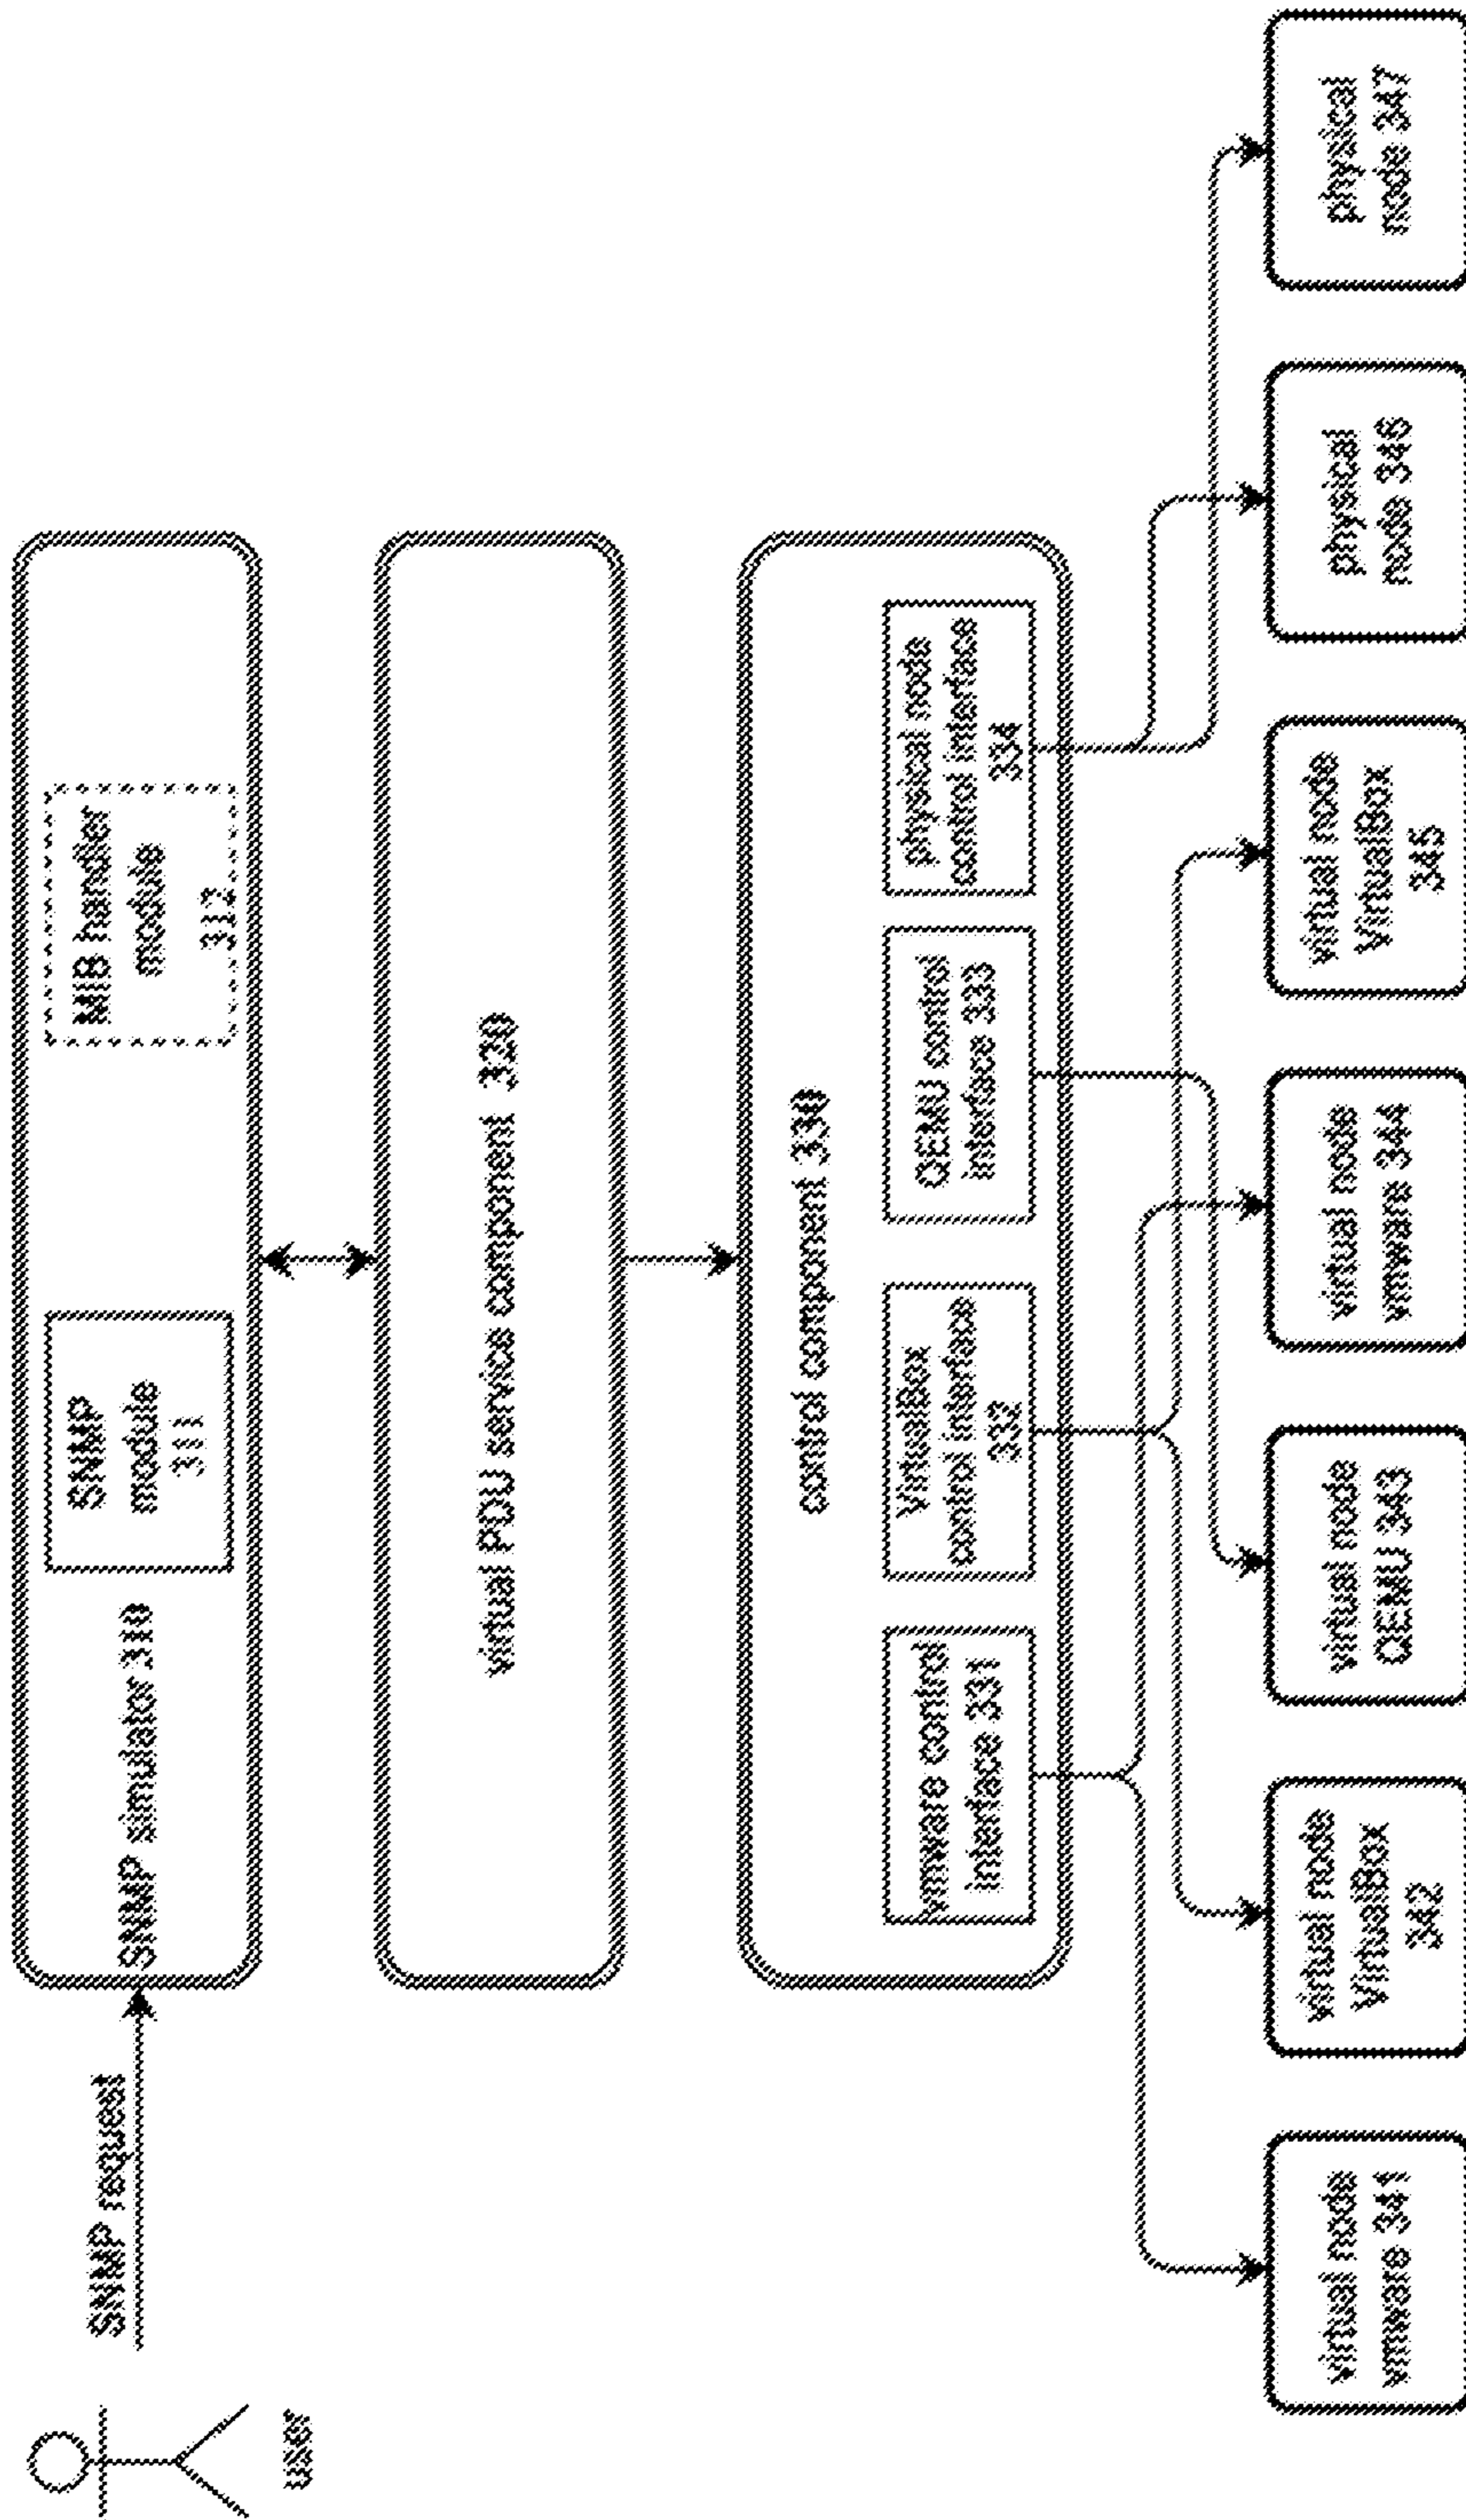 user
SNMP request
SNMP simulator 310
SNMP
module
311
MIB handler
module
312
virtual PDU service component 320
control component 330
vmware control
interface 331
VirtualBox
control interface
332
QEMU control
interface 333
physical node
control interface
334
virtual node
vmware 341
virtual node
VirtualBox
342
virtual node
QEMU 343
virtual node
vmware 344
virtual node
VirtualBox
345
physical
node 346
physical
node 347